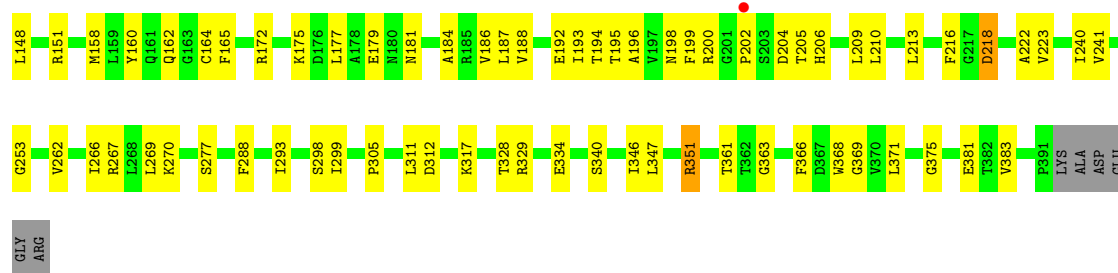 L148 R151 M158 L159 Y160 Q161 Q162 G163 C164 F165 R172 K175 D176 L177 A178 E179 N180 N181 A184 R185 V186 L187 V188 E192 I193 T194 T195 A196 V197 N198 F199 R200 G201 P202 S203 D204 T205 H206 L209 L210 L213 F216 G217 D218 A222 V223 I240 V241
G253 V262 I266 R267 L268 L269 K270 S277 F288 I293 S298 I299 P305 L311 D312 K317 T328 R329 E334 S340 I346 L347 R351 T361 T362 G363 F366 D367 W368 G369 V370 L371 G375 E381 T382 V383 P391 LYS ALA ASP GLU
GLY ARG